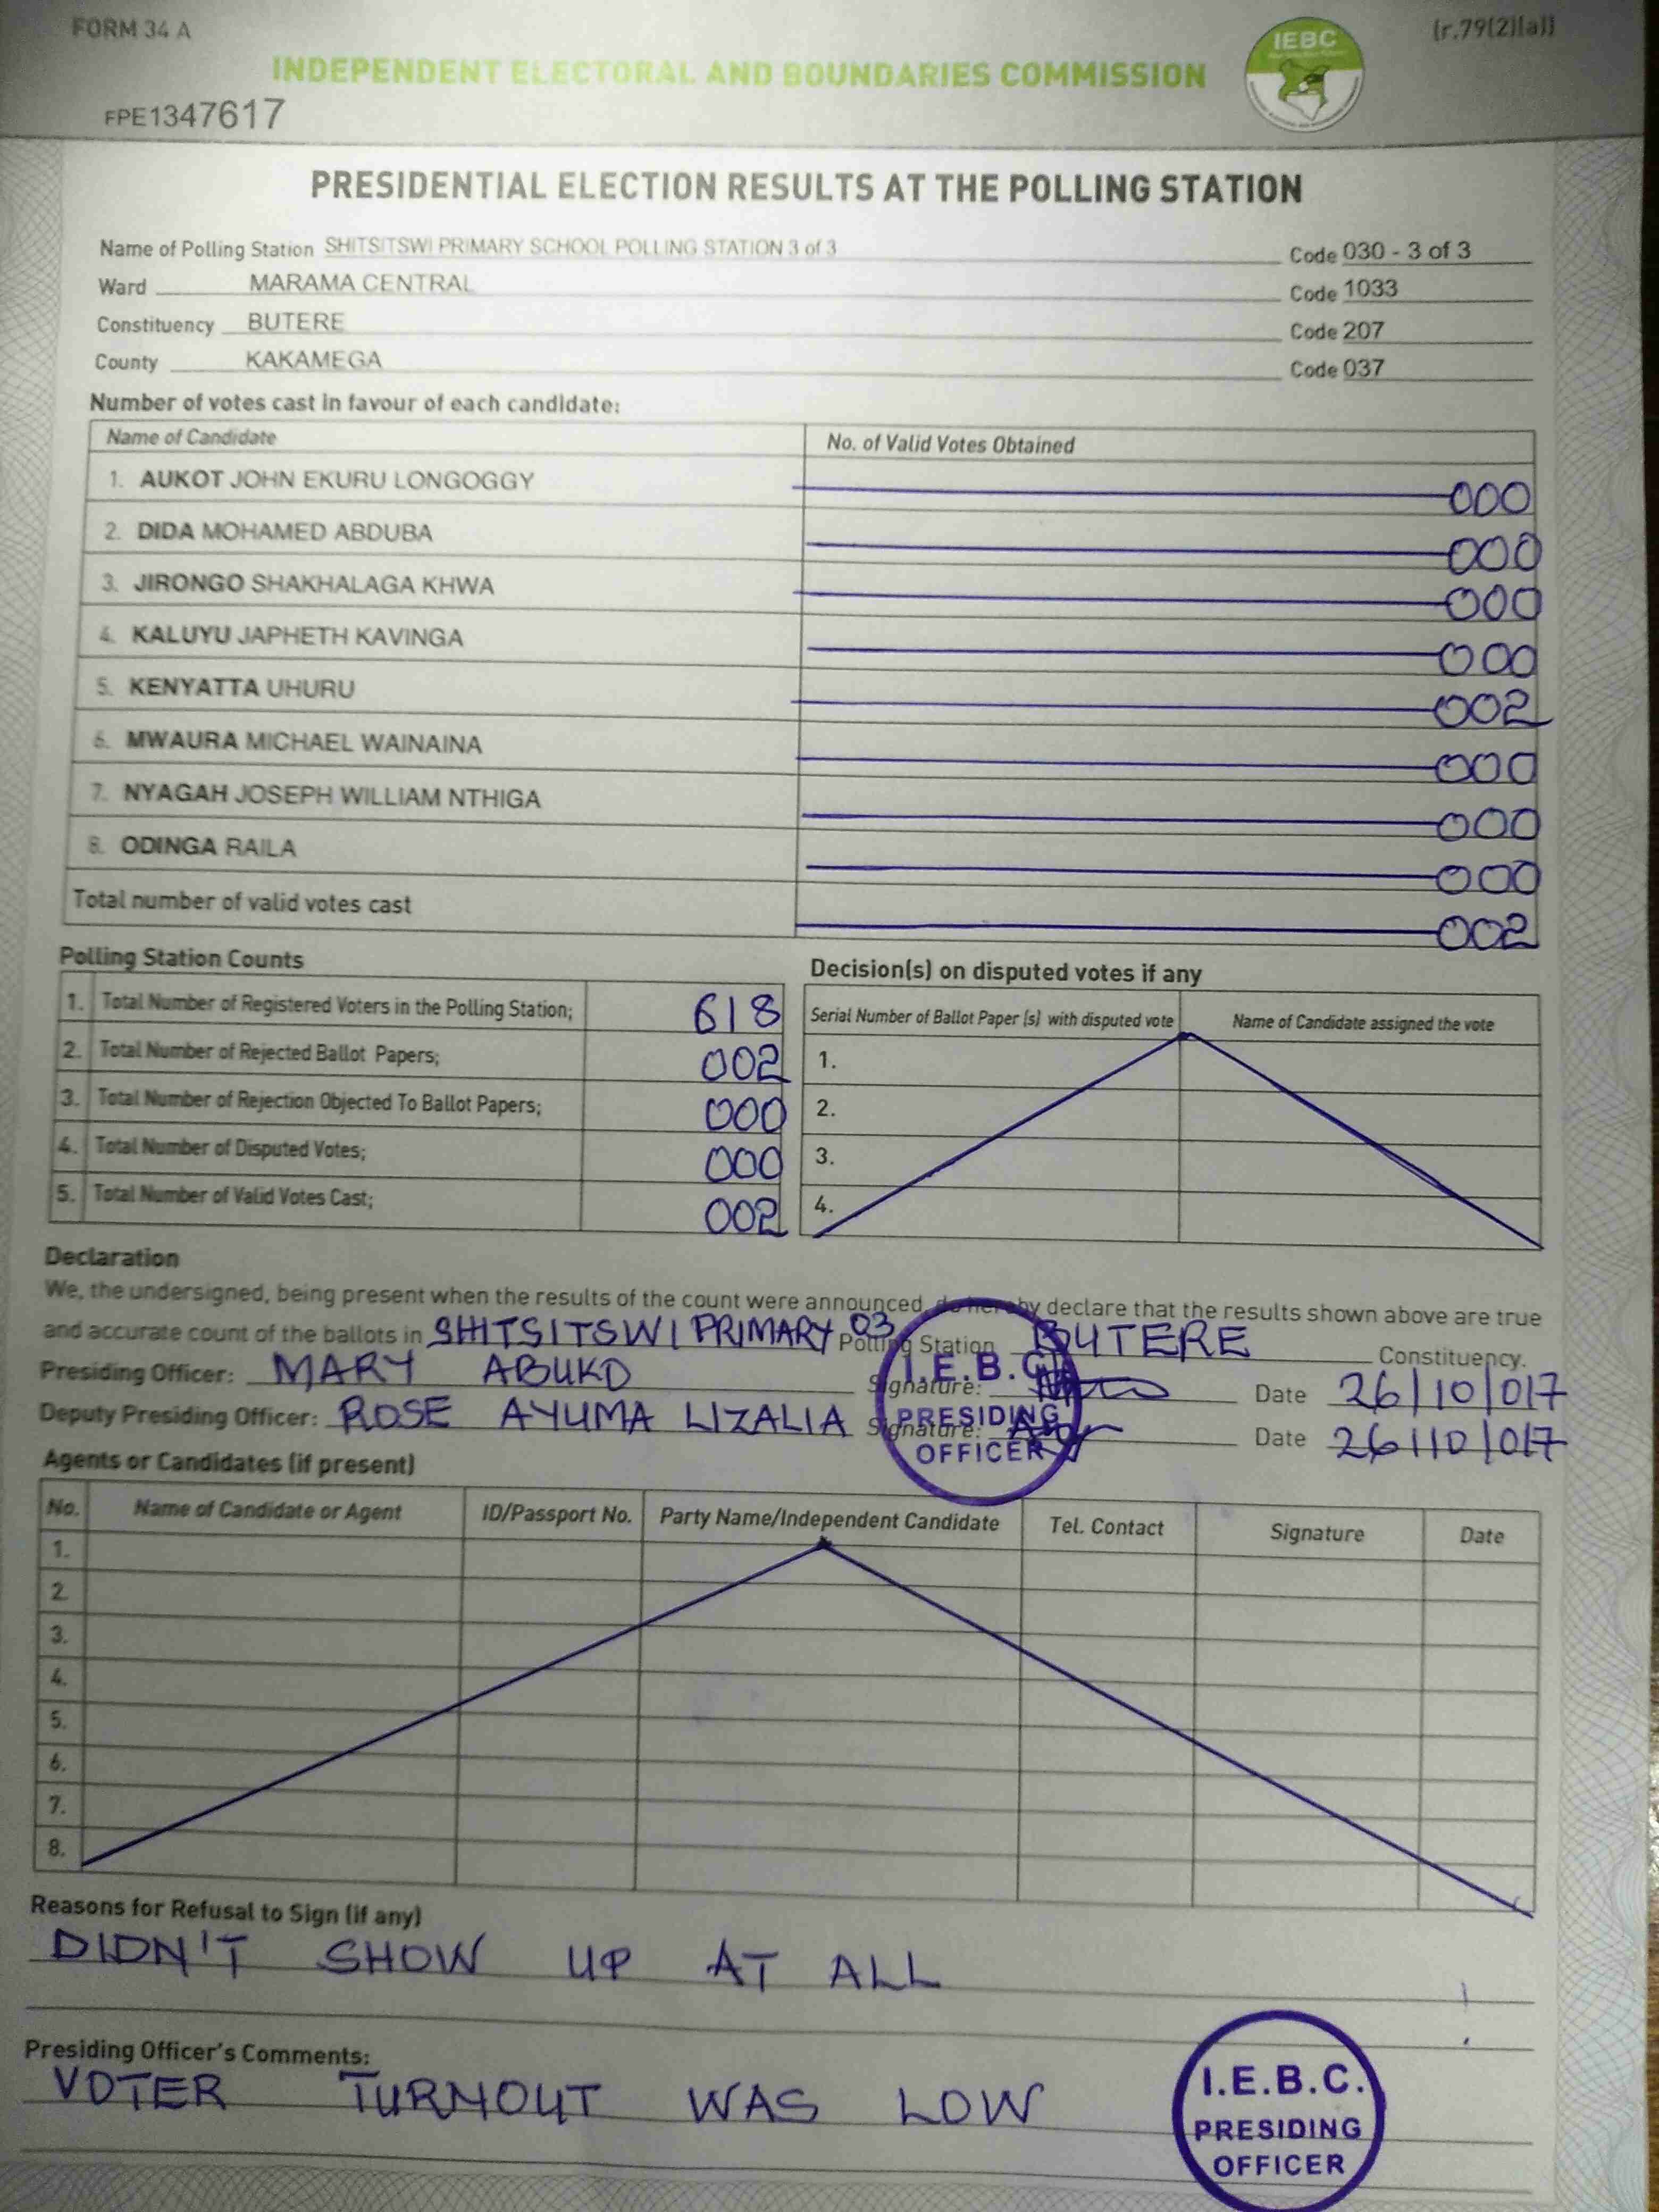 FORM 34 A
(r.79(2)(a))
INDEPENDENT ELECTORAL AND BOUNDARIES COMMISSION
IEBC
FPE1347617
PRESIDENTIAL ELECTION RESULTS AT THE POLLING STATION
Name of Polling Station SHITSITSWI PRIMARY SCHOOL POLLING STATION 3 of 3 Code 030 - 3 of 3
Ward MARAMA CENTRAL Code 1033
Constituency BUTERE Code 207
County KAKAMEGA Code 037
Number of votes cast in favour of each candidate:
Name of Candidate No. of Valid Votes Obtained
1. AUKOT JOHN EKURU LONGOGGY 000
2. DIDA MOHAMED ABDUBA 000
3. JIRONGO SHAKHALAGA KHWA 000
4. KALUYU JAPHETH KAVINGA 000
5. KENYATTA UHURU 002
6. MWAURA MICHAEL WAINAINA 000
7. NYAGAH JOSEPH WILLIAM NTHIGA 000
8. ODINGA RAILA 000
Total number of valid votes cast 002
Polling Station Counts
1. Total Number of Registered Voters in the Polling Station; 618
2. Total Number of Rejected Ballot Papers; 002
3. Total Number of Rejection Objected To Ballot Papers; 000
4. Total Number of Disputed Votes; 000
5. Total Number of Valid Votes Cast; 002
Decision(s) on disputed votes if any
Serial Number of Ballot Paper (s) with disputed vote Name of Candidate assigned the vote
1.
2.
3.
4.
Declaration
We, the undersigned, being present when the results of the count were announced, do hereby declare that the results shown above are true
and accurate count of the ballots in SHITSITSWI PRIMARY 03 Polling Station BUTERE Constituency.
Presiding Officer: MARY ABUKO Signature: Date 26/10/017
Deputy Presiding Officer: ROSE AYUMA LIZALIA Signature: Date 26/10/017
I.E.B.C.
PRESIDING
OFFICER
Agents or Candidates (if present)
No. Name of Candidate or Agent ID/Passport No. Party Name/Independent Candidate Tel. Contact Signature Date
1.
2.
3.
4.
5.
6.
7.
8.
Reasons for Refusal to Sign (if any)
DIDN'T SHOW UP AT ALL
Presiding Officer's Comments:
VOTER TURNOUT WAS LOW
I.E.B.C.
PRESIDING
OFFICER